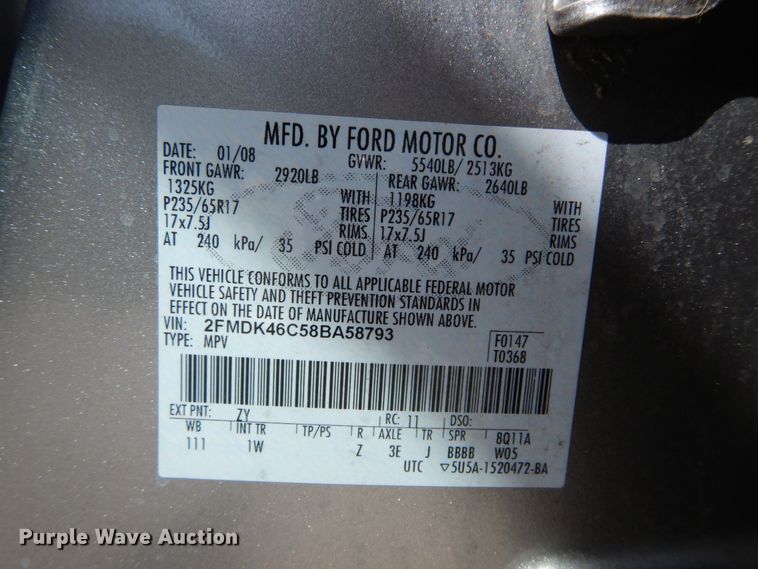 MFD. BY FORD MOTOR CO.
DATE: 01/08 GVWR: 5540LB/ 2513KG
FRONT GAWR: 2920LB REAR GAWR: 2640LB
1325KG WITH 1198KG WITH
P235/65R17 TIRES P235/65R17 TIRES
17x7.5J RIMS 17x7.5J RIMS
AT 240 kPa/ 35 PSI COLD AT 240 kPa/ 35 PSI COLD
THIS VEHICLE CONFORMS TO ALL APPLICABLE FEDERAL MOTOR
VEHICLE SAFETY AND THEFT PREVENTION STANDARDS IN
EFFECT ON THE DATE OF MANUFACTURE SHOWN ABOVE.
VIN: 2FMDK46C58BA58793
TYPE: MPV
F0147
T0368
EXT PNT: ZY RC: 11 DSO:
WB INT TR TP/PS R AXLE TR SPR 8Q11A
111 1W Z 3E J BBBB W05
UTC ▽5U5A-1520472-BA
Purple Wave Auction